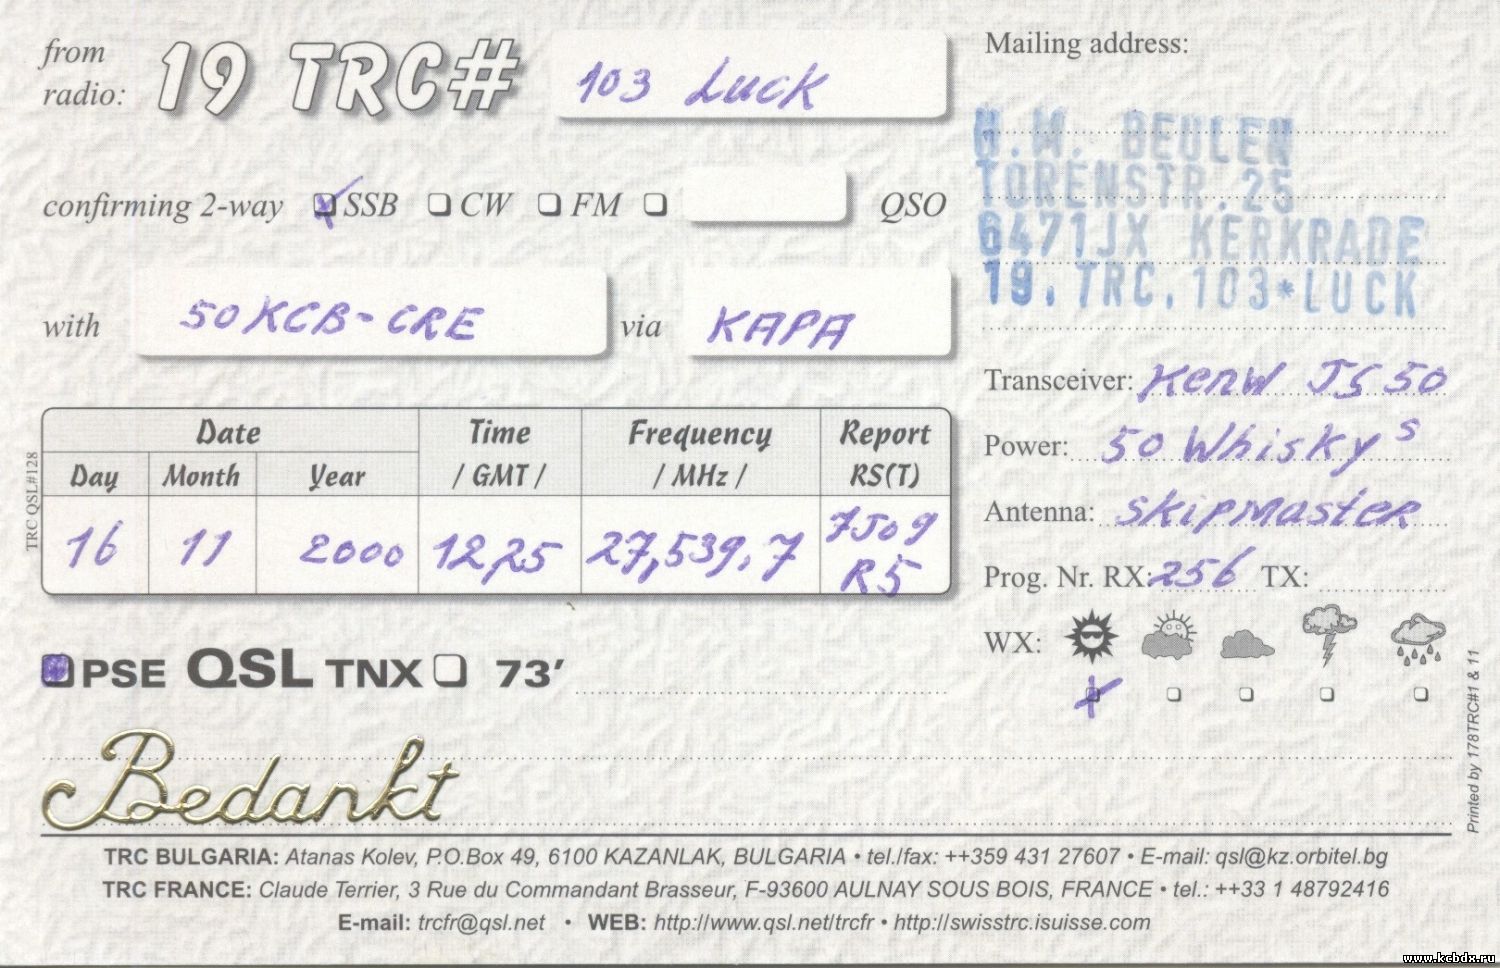 from radio: 19 TRC# 103 Luck
confirming 2-way SSB CW FM QSO
with 50KCB-CRE via KAPA
Date Time Frequency Report
Day Month Year / GMT / / MHz / RS(T)
16 11 2000 12,25 27,539,7 7Jo9
R5
TRC QSL#128
PSE QSL TNX 73'
Bedankt
Mailing address:
H.M. BEULEN
TORENSTR.25
6471JX KERKRADE
19.TRC.103*LUCK
Transceiver: Kenw JS 50
Power: 50 Whisky s
Antenna: Skipmaster
Prog. Nr. RX: 256 TX:
WX:
Printed by 178TRC#1 & 11
TRC BULGARIA: Atanas Kolev, P.O.Box 49, 6100 KAZANLAK, BULGARIA • tel./fax: ++359 431 27607 • E-mail: qsl@kz.orbitel.bg
TRC FRANCE: Claude Terrier, 3 Rue du Commandant Brasseur, F-93600 AULNAY SOUS BOIS, FRANCE • tel.: ++33 1 48792416
E-mail: trcfr@qsl.net • WEB: http://www.qsl.net/trcfr • http://swisstrc.isuisse.com
www.kcbdx.ru